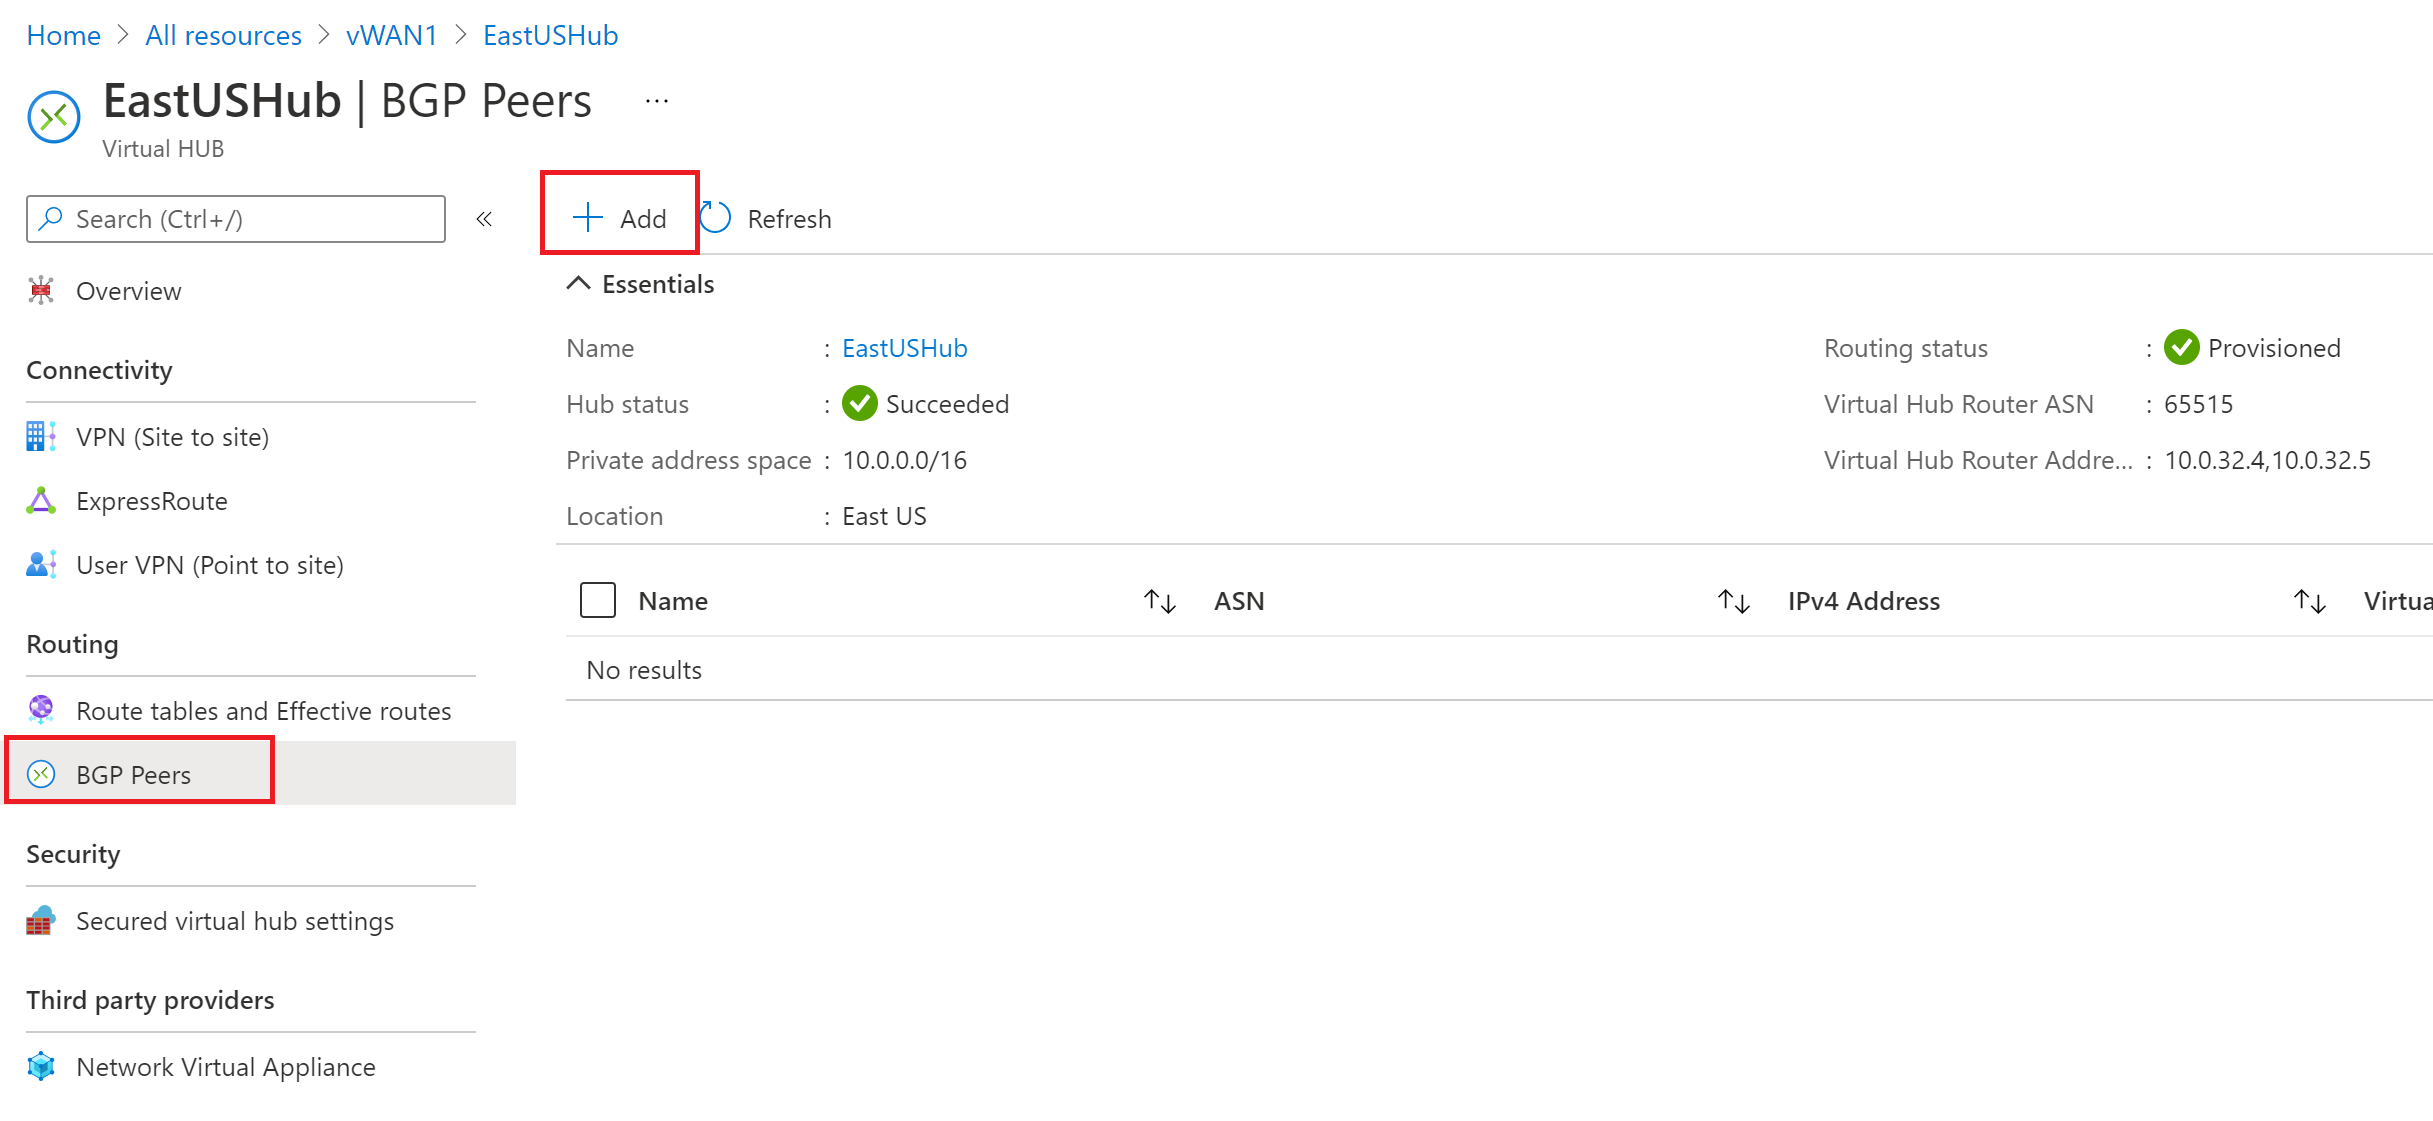 Home > All resources > vWAN1 > EastUSHub
EastUSHub | BGP Peers ...
Virtual HUB
Search (Ctrl+/) «
Overview
Connectivity
VPN (Site to site)
ExpressRoute
User VPN (Point to site)
Routing
Route tables and Effective routes
BGP Peers
Security
Secured virtual hub settings
Third party providers
Network Virtual Appliance
Add Refresh
Essentials
Name : EastUSHub
Hub status : Succeeded
Private address space : 10.0.0.0/16
Location : East US
Routing status : Provisioned
Virtual Hub Router ASN : 65515
Virtual Hub Router Addre... : 10.0.32.4,10.0.32.5
Name ASN IPv4 Address Virtua
No results